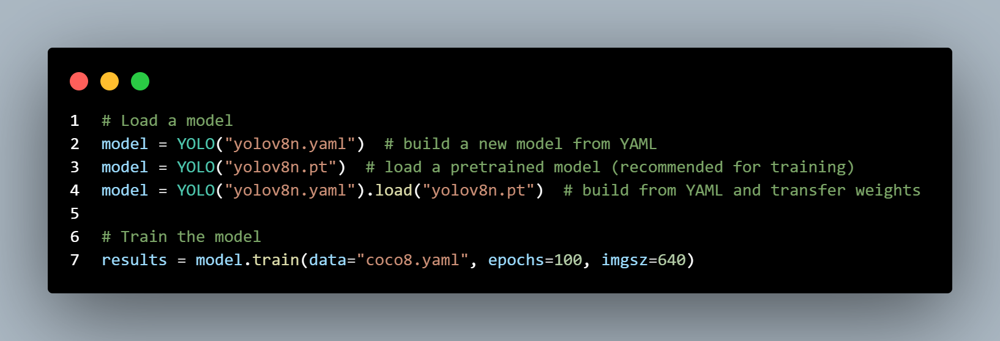 1 # Load a model
2 model = YOLO("yolov8n.yaml")  # build a new model from YAML
3 model = YOLO("yolov8n.pt")  # load a pretrained model (recommended for training)
4 model = YOLO("yolov8n.yaml").load("yolov8n.pt")  # build from YAML and transfer weights
5
6 # Train the model
7 results = model.train(data="coco8.yaml", epochs=100, imgsz=640)